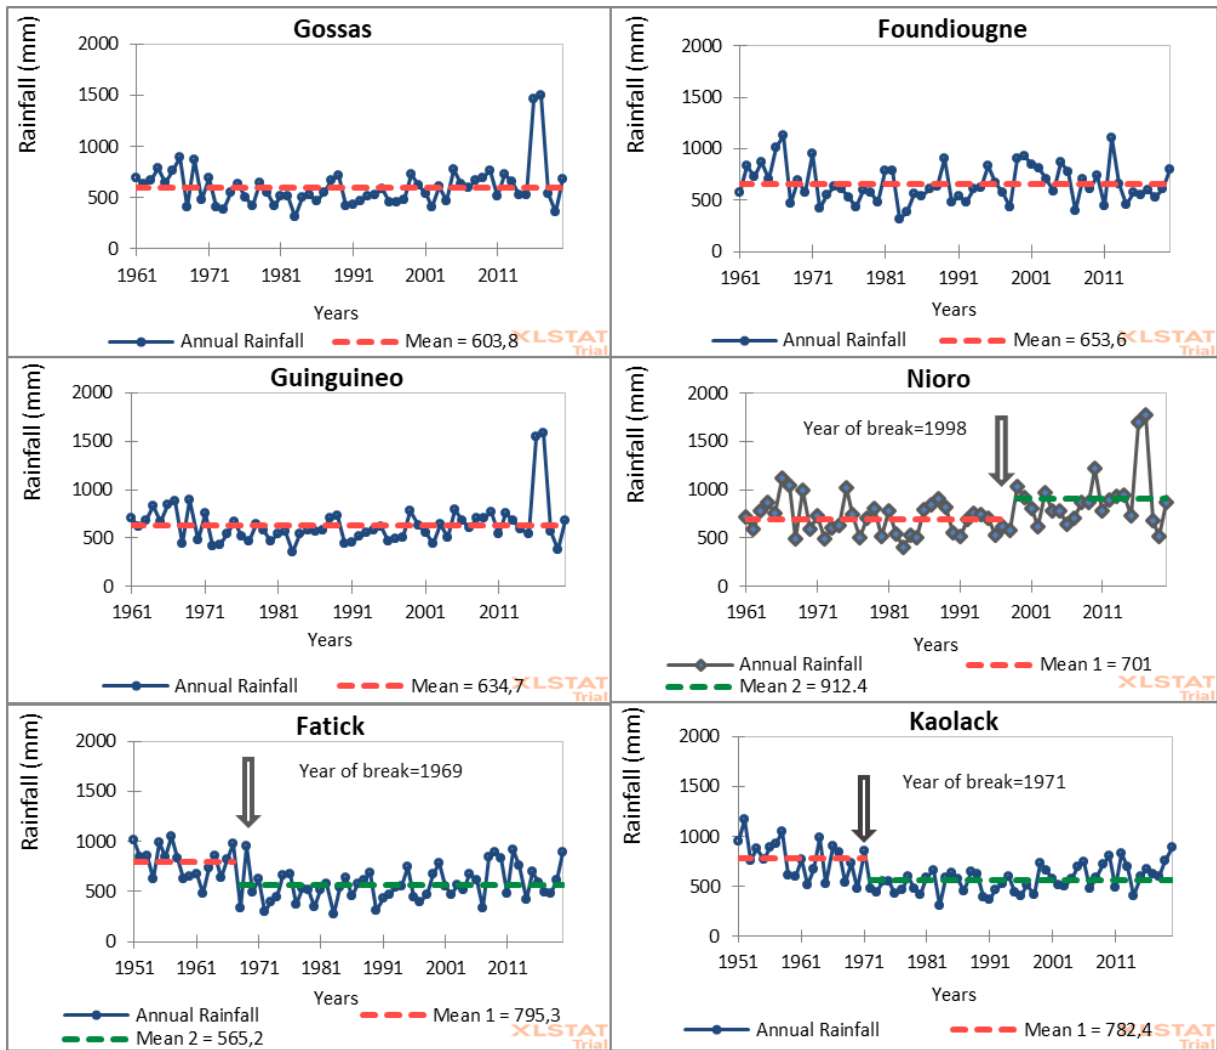 Gossas
Rainfall (mm)
2000
1500
1000
500
0
1961 1971 1981 1991 2001 2011
Years
Annual Rainfall Mean = 603,8
XLSTAT
Trial
Foundiougne
Rainfall (mm)
2000
1500
1000
500
0
1961 1971 1981 1991 2001 2011
Years
Annual Rainfall Mean = 653,6
XLSTAT
Trial
Guinguineo
Rainfall (mm)
2000
1500
1000
500
0
1961 1971 1981 1991 2001 2011
Years
Annual Rainfall Mean = 634,7
XLSTAT
Trial
Nioro
Rainfall (mm)
2000
1500
1000
500
0
Year of break=1998
1961 1971 1981 1991 2001 2011
Years
Annual Rainfall Mean 1 = 701
Mean 2 = 912.4
XLSTAT
Trial
Fatick
Rainfall (mm)
2000
1500
1000
500
0
Year of break=1969
1951 1961 1971 1981 1991 2001 2011
Years
Annual Rainfall Mean 1 = 795,3
Mean 2 = 565,2
XLSTAT
Trial
Kaolack
Rainfall (mm)
2000
1500
1000
500
0
Year of break=1971
1951 1961 1971 1981 1991 2001 2011
Years
Annual Rainfall Mean 1 = 782,4
XLSTAT
Trial